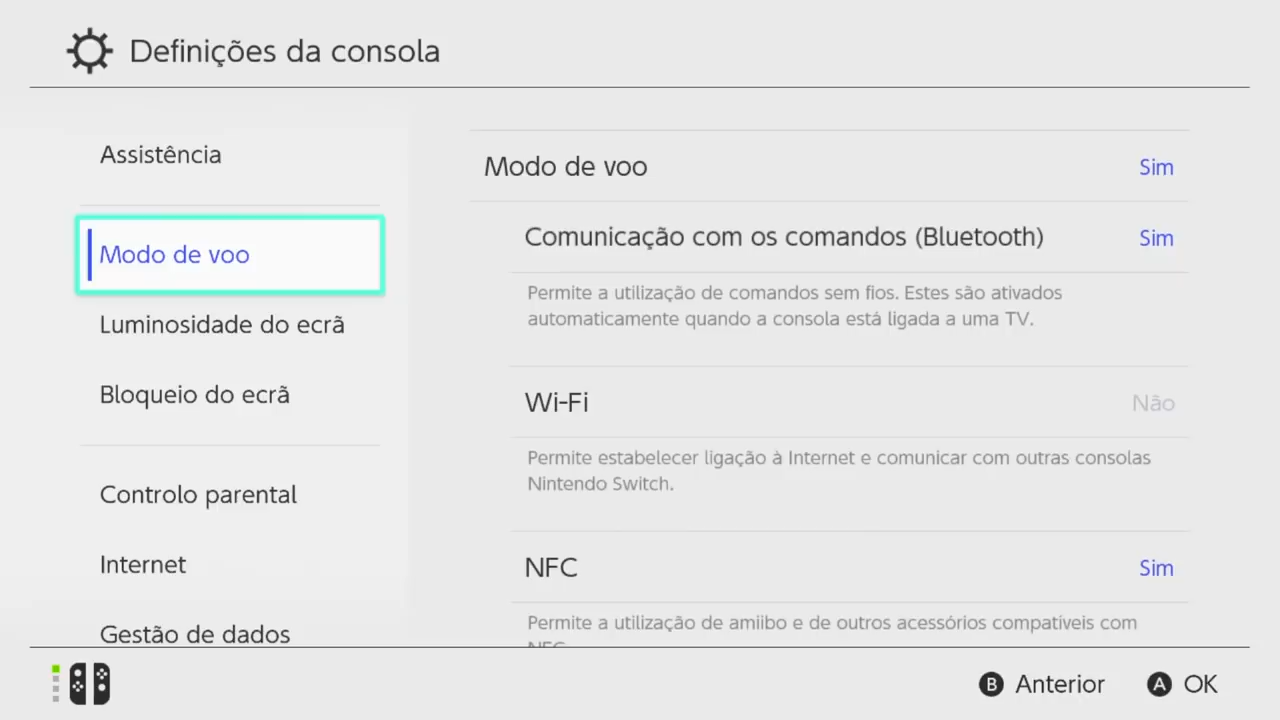 Definições da consola
Assistência
Modo de voo
Luminosidade do ecrã
Bloqueio do ecrã
Controlo parental
Internet
Gestão de dados
Modo de voo Sim
Comunicação com os comandos (Bluetooth) Sim
Permite a utilização de comandos sem fios. Estes são ativados
automaticamente quando a consola está ligada a uma TV.
Wi-Fi Não
Permite estabelecer ligação à Internet e comunicar com outras consolas
Nintendo Switch.
NFC Sim
Permite a utilização de amiibo e de outros acessórios compatíveis com
NFC.
B Anterior A OK